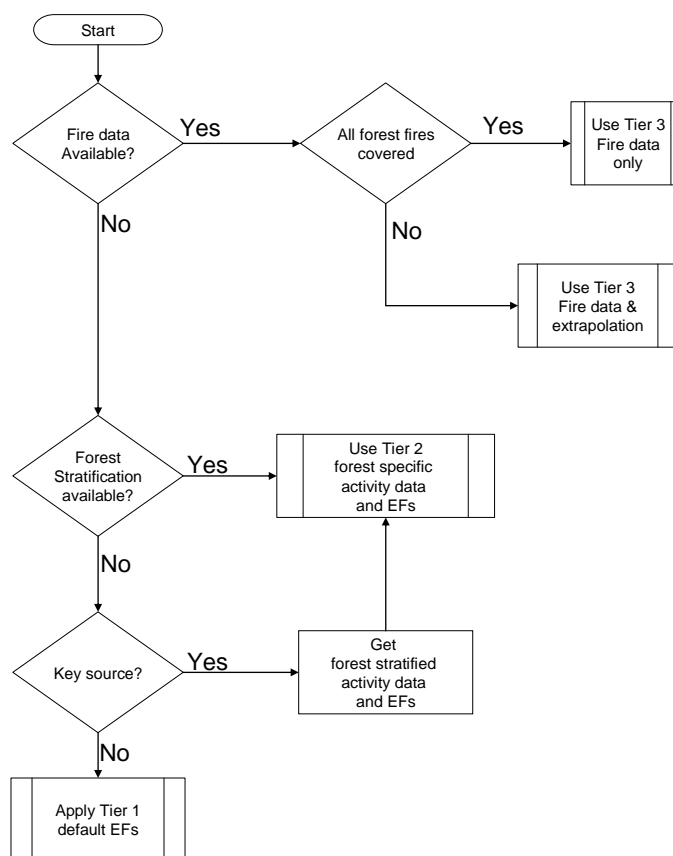 Start
Fire data
Available?
Yes
All forest fires
covered
Yes
Use Tier 3
Fire data
only
No
No
Use Tier 3
Fire data &
extrapolation
Forest
Stratification
available?
Yes
Use Tier 2
forest specific
activity data
and EFs
No
Key source?
Yes
Get
forest stratified
activity data
and EFs
No
Apply Tier 1
default EFs